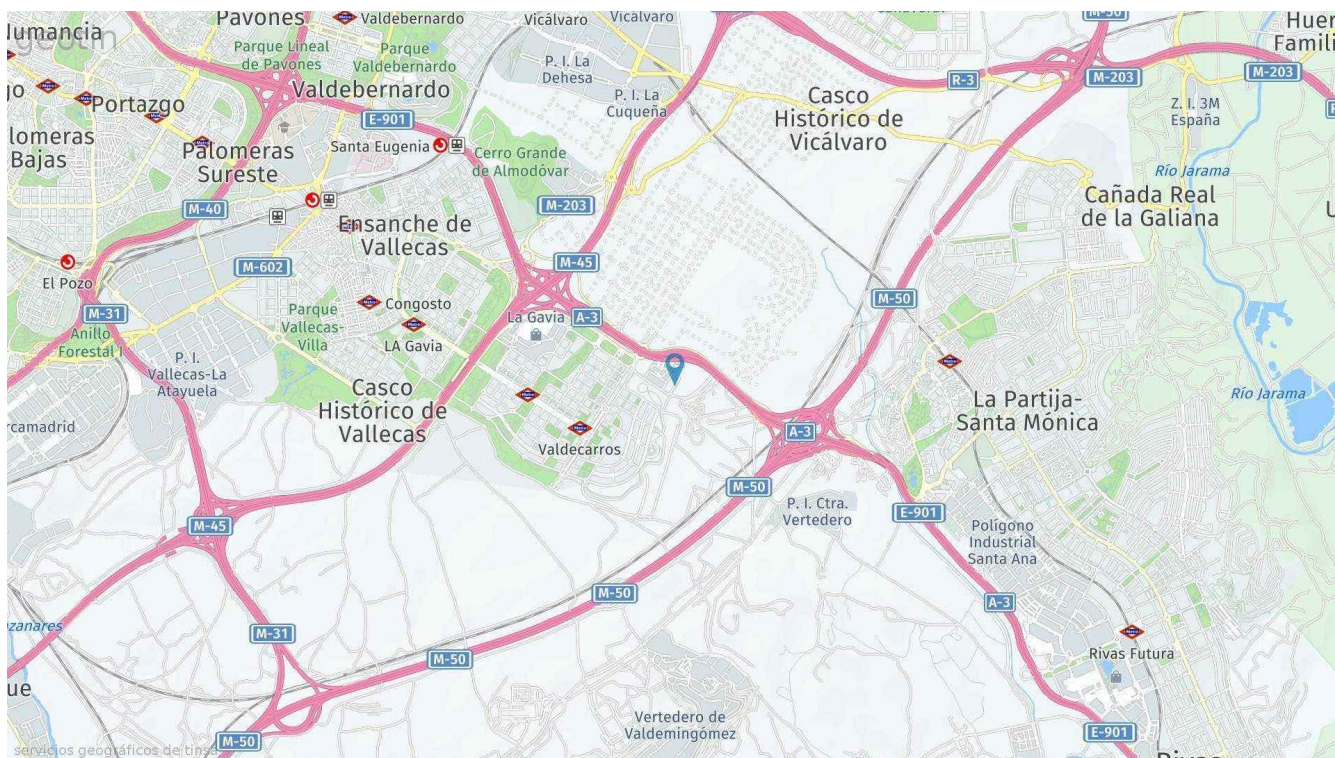 Pavones
Valdebernardo
Vicálvaro
Vicálvaro
M-50
Numancia
geotin
Parque Lineal
de Pavones
Parque
Valdebernardo
P. I. La
Dehesa
R-3
M-203
M-203
Famili
Portazgo
Valdebernardo
P. I. La
Cuqueña
Casco
Histórico de
Vicálvaro
Z. I. 3M
España
E-901
Palomeras
Sureste
Santa Eugenia
Cerro Grande
de Almodóvar
Río Jarama
Bajas
M-40
M-203
Cañada Real
de la Galiana
Ensanche de
Vallecas
M-602
M-45
El Pozo
M-31
Congosto
La Gavia
A-3
M-50
Anillo
Forestal I
Parque
Vallecas-
Villa
LA Gavia
P. I.
Vallecas-La
Atayuela
Casco
Histórico de
Vallecas
La Partija-
Santa Mónica
Río Jarama
Valdecarros
A-3
M-50
P. I. Ctra.
Vertedero
E-901
M-45
Polígono
Industrial
Santa Ana
M-50
A-3
M-31
M-50
Rivas Futura
Vertedero de
Valdemingómez
M-50
E-901
servicios geográficos de tinsa